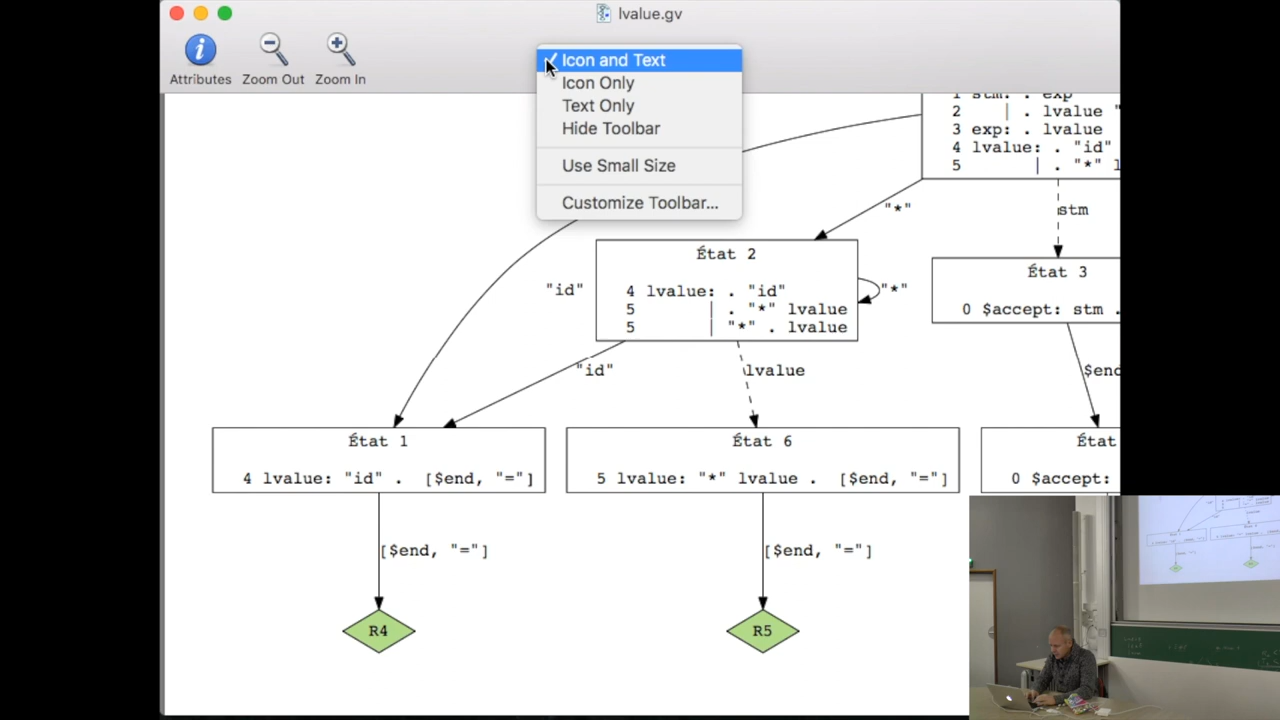 lvalue.gv
Attributes
Zoom Out
Zoom In
✓ Icon and Text
Icon Only
Text Only
Hide Toolbar
Use Small Size
Customize Toolbar...
1 stm: . exp
2 | . lvalue "
3 exp: . lvalue
4 lvalue: . "id"
5 | . "*" l
"*"
stm
État 2
4 lvalue: . "id"
5 | . "*" lvalue
5 | "*" . lvalue
"id"
"*"
État 3
0 $accept: stm .
"id"
lvalue
$end
État 1
4 lvalue: "id" . [$end, "="]
État 6
5 lvalue: "*" lvalue . [$end, "="]
État
0 $accept:
[$end, "="]
[$end, "="]
R4
R5